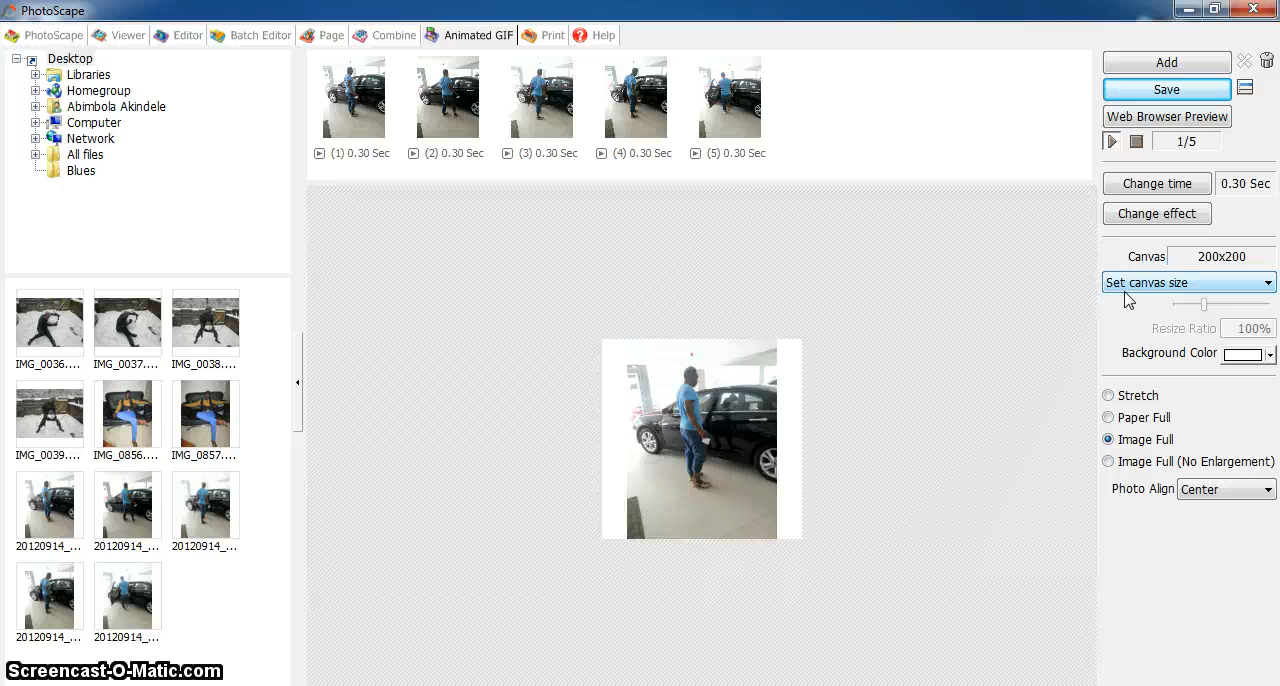 PhotoScape
PhotoScape Viewer Editor Batch Editor Page Combine Animated GIF Print Help
Desktop
Libraries
Homegroup
Abimbola Akindele
Computer
Network
All files
Blues
(1) 0.30 Sec (2) 0.30 Sec (3) 0.30 Sec (4) 0.30 Sec (5) 0.30 Sec
IMG_0036.... IMG_0037.... IMG_0038....
IMG_0039.... IMG_0856.... IMG_0857....
20120914_... 20120914_... 20120914_...
20120914_... 20120914_...
Add
Save
Web Browser Preview
1/5
Change time 0.30 Sec
Change effect
Canvas 200x200
Set canvas size
Resize Ratio 100%
Background Color
Stretch
Paper Full
Image Full
Image Full (No Enlargement)
Photo Align Center
Screencast-O-Matic.com